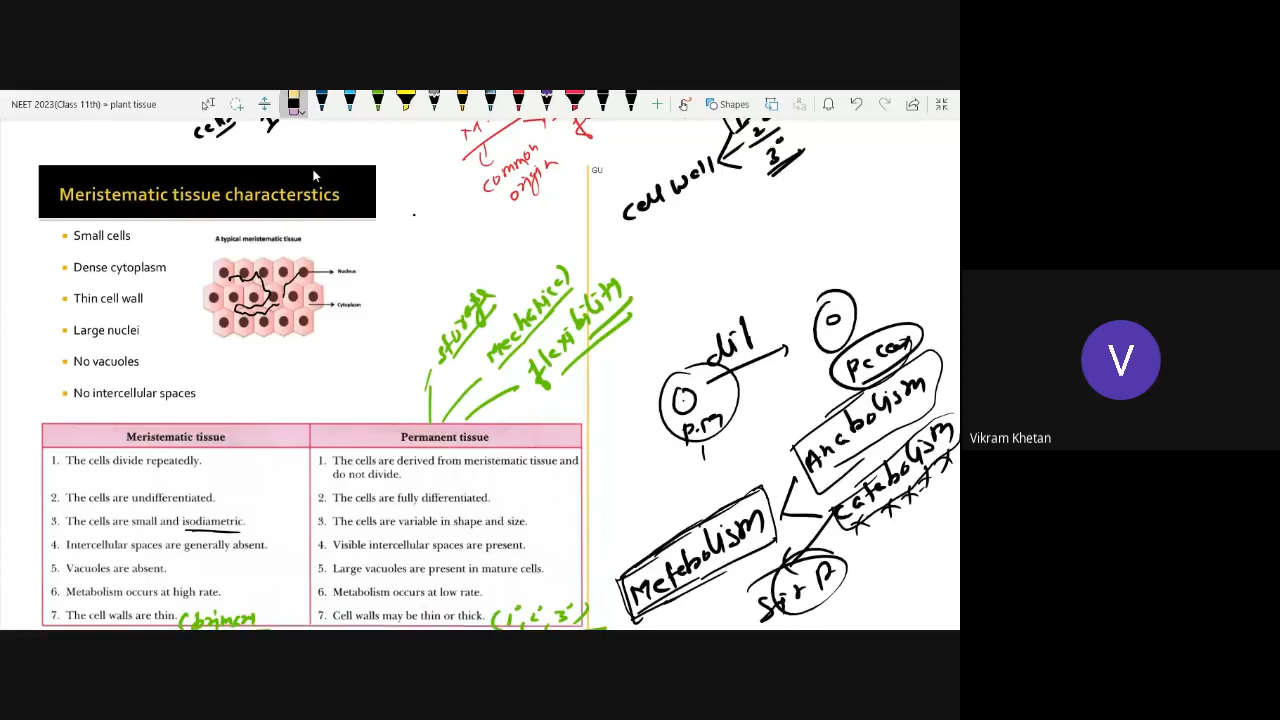 NEET 2023(Class 11th) » plant tissue
Shapes
common
origin
GU
cell wall
2°
3°
Meristematic tissue characterstics
Small cells
Dense cytoplasm
Thin cell wall
Large nuclei
No vacuoles
No intercellular spaces
A typical meristematic tissue
Nucleus
Cytoplasm
storage
Mechanical
flexibility
Anabolism
Catabolism
Metabolism
Meristematic tissue
Permanent tissue
1. The cells divide repeatedly.
1. The cells are derived from meristematic tissue and
do not divide.
2. The cells are undifferentiated.
2. The cells are fully differentiated.
3. The cells are small and isodiametric.
3. The cells are variable in shape and size.
4. Intercellular spaces are generally absent.
4. Visible intercellular spaces are present.
5. Vacuoles are absent.
5. Large vacuoles are present in mature cells.
6. Metabolism occurs at high rate.
6. Metabolism occurs at low rate.
7. The cell walls are thin.
7. Cell walls may be thin or thick.
V
Vikram Khetan